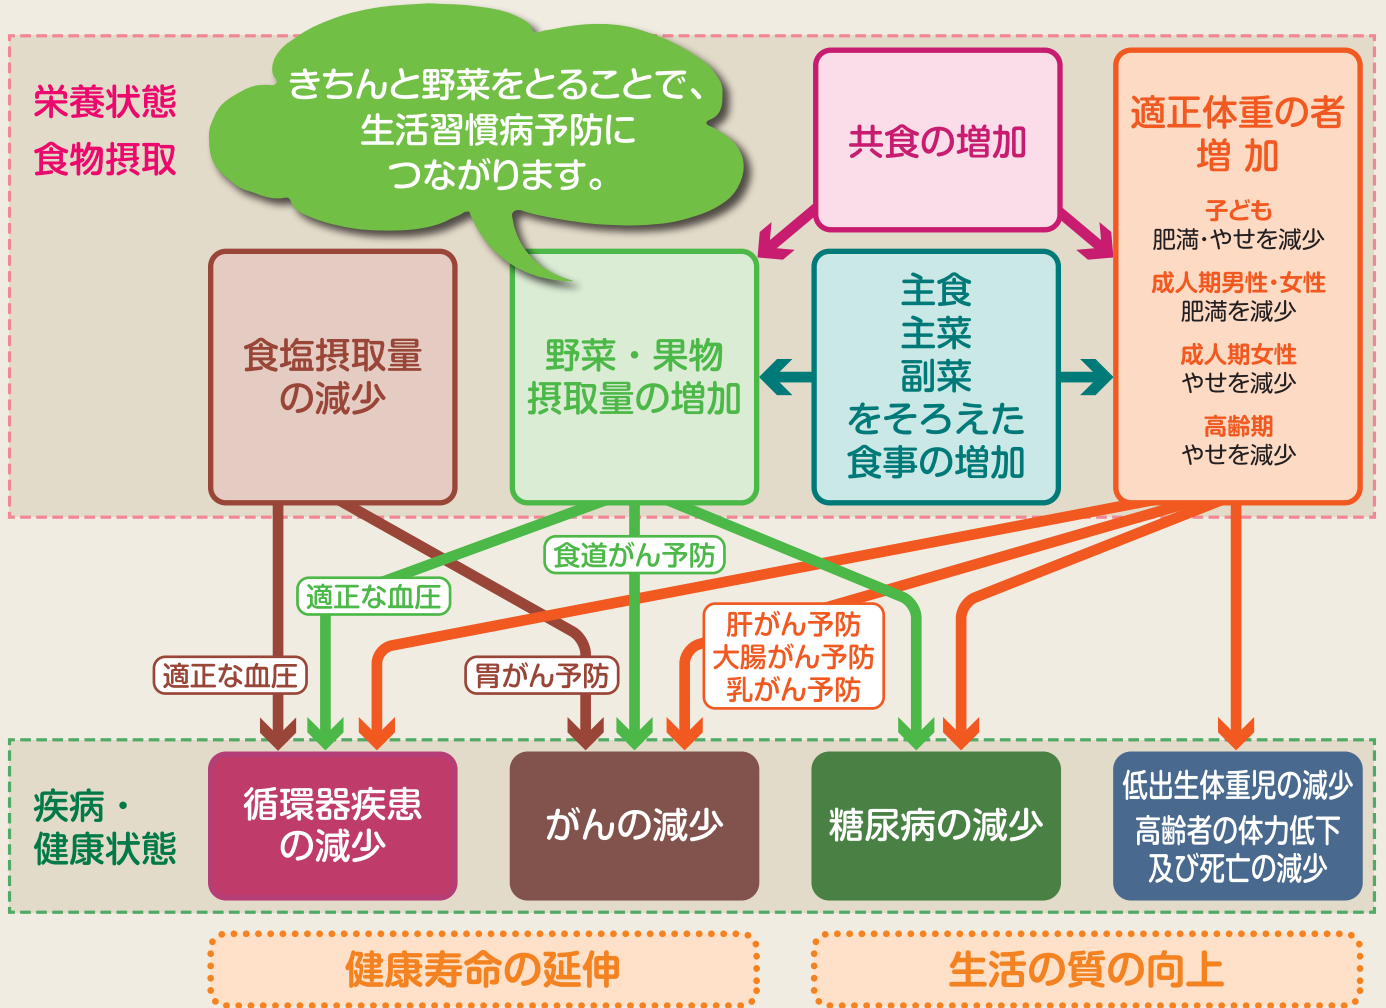 栄養状態
食物摂取
きちんと野菜をとることで、
生活習慣病予防に
つながります。
共食の増加
適正体重の者
増 加
子ども
肥満・やせを減少
成人期男性・女性
肥満を減少
成人期女性
やせを減少
高齢期
やせを減少
食塩摂取量
の減少
野菜・果物
摂取量の増加
主食
主菜
副菜
をそろえた
食事の増加
食道がん予防
適正な血圧
適正な血圧
胃がん予防
肝がん予防
大腸がん予防
乳がん予防
疾病・
健康状態
循環器疾患
の減少
がんの減少
糖尿病の減少
低出生体重児の減少
高齢者の体力低下
及び死亡の減少
健康寿命の延伸
生活の質の向上